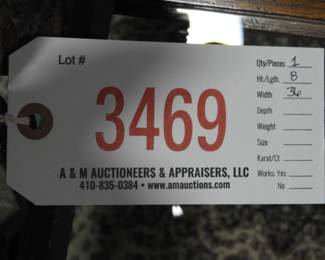 Lot #
3469
A & M AUCTIONEERS & APPRAISERS, LLC
410-835-0384 • www.amauctions.com
Qty/Pieces 1
Ht./Lgth. 8
Width 36
Depth
Weight
Size
Karat/Ct
Works: Yes
No